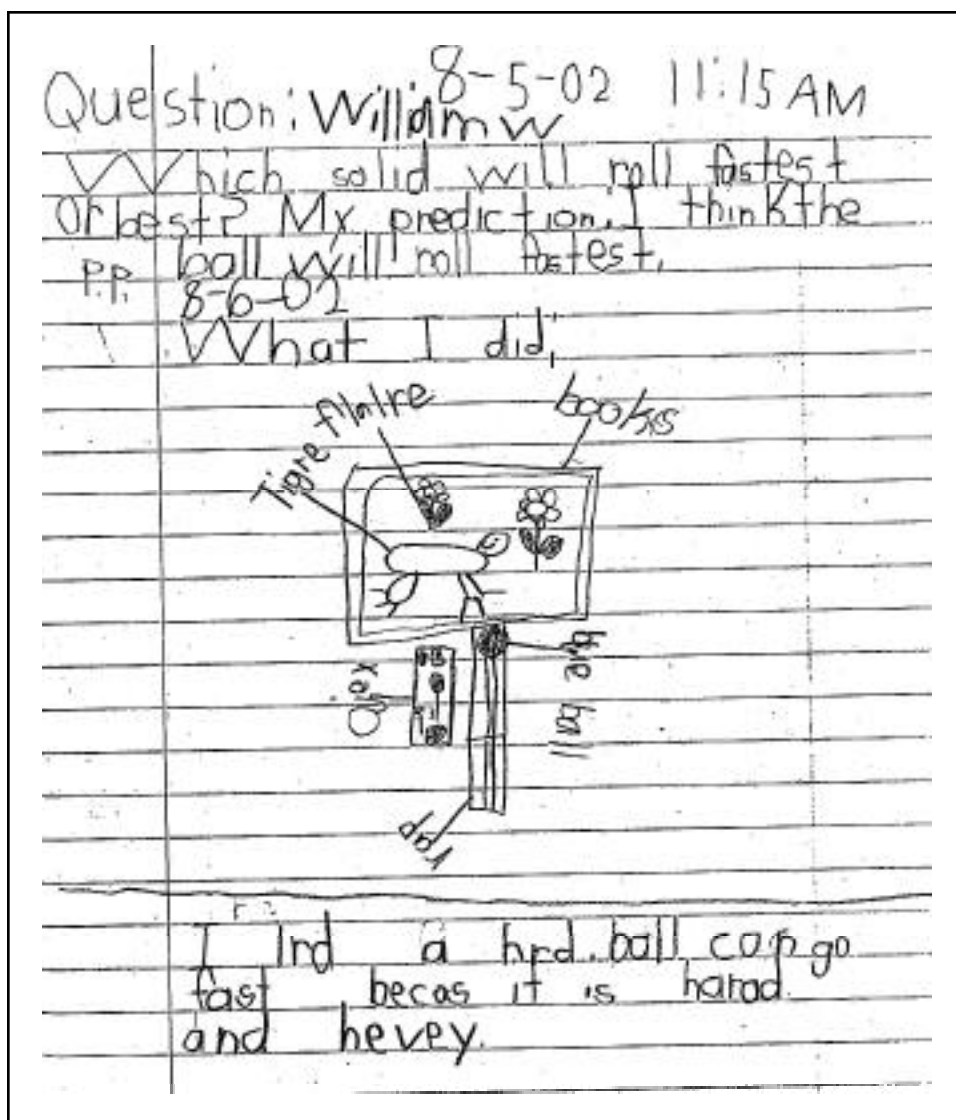 8-5-02 11:15 AM
Question: William W
Which solid will roll fastest
or best? My prediction: I think the
P.P. ball will roll fastest.
8-6-02
What I did;
Tigre
books
blue ball
rap
I lrd a hrd. ball can go
fast becas it is harad.
and hevey.